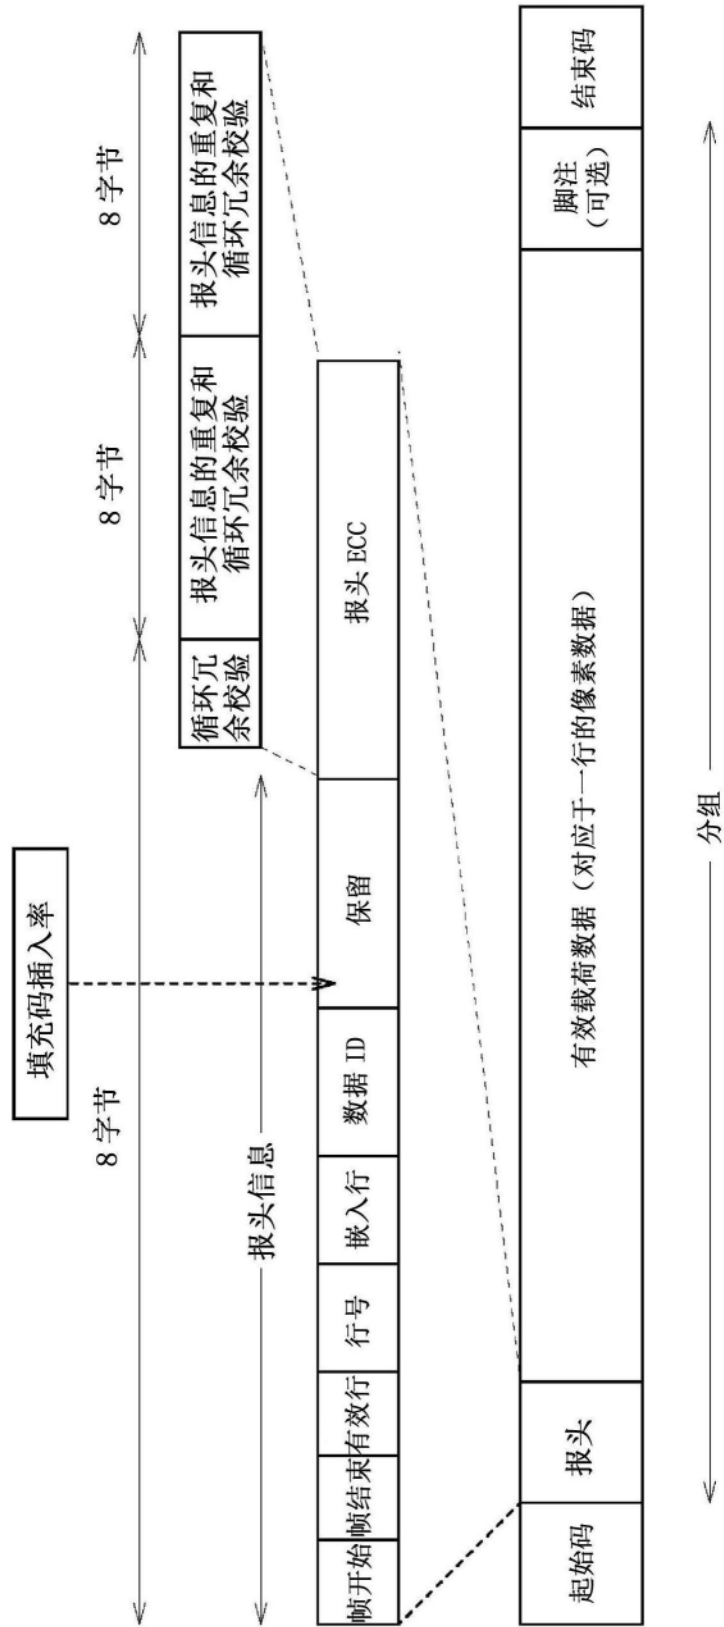 填充码插入率
8 字节
8 字节
8 字节
报头信息
循环冗
余校验
报头信息的重复和
循环冗余校验
报头信息的重复和
循环冗余校验
帧开始
帧结束
有效行
行号
嵌入行
数据 ID
保留
报头 ECC
起始码
报头
有效载荷数据（对应于一行的像素数据）
脚注
（可选）
结束码
分组